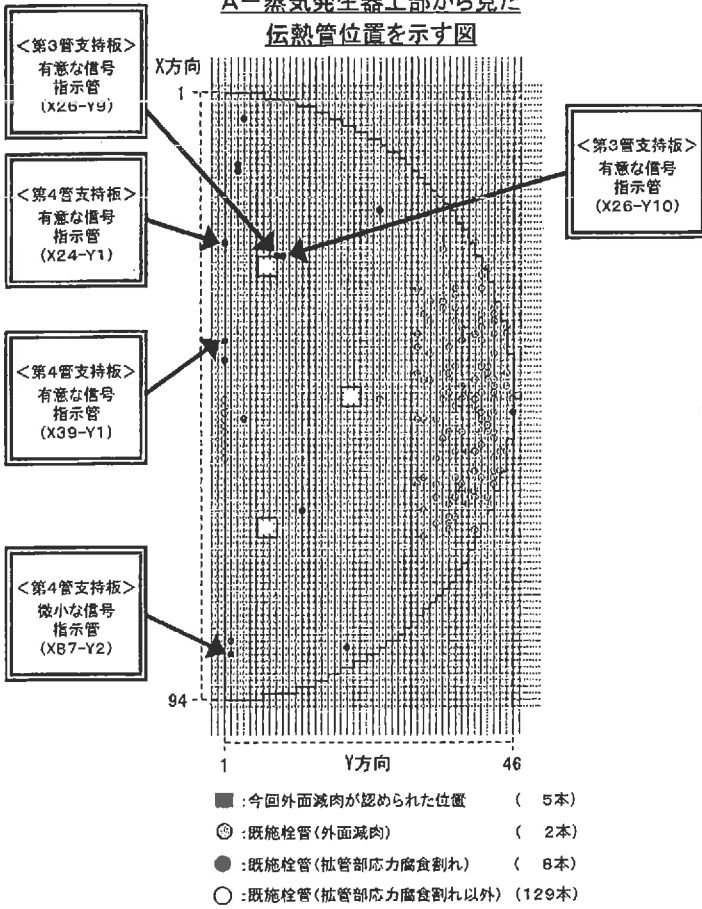 A－蒸気発生器上部から見た
伝熱管位置を示す図
＜第3管支持板＞
有意な信号
指示管
(X26-Y9)
＜第4管支持板＞
有意な信号
指示管
(X24-Y1)
＜第4管支持板＞
有意な信号
指示管
(X39-Y1)
＜第4管支持板＞
微小な信号
指示管
(X87-Y2)
X方向
1
94
＜第3管支持板＞
有意な信号
指示管
(X26-Y10)
1
Y方向
46
■:今回外面減肉が認められた位置 ( 5本)
◎:既施栓管(外面減肉) ( 2本)
●:既施栓管(拡管部応力腐食割れ) ( 8本)
○:既施栓管(拡管部応力腐食割れ以外) (129本)